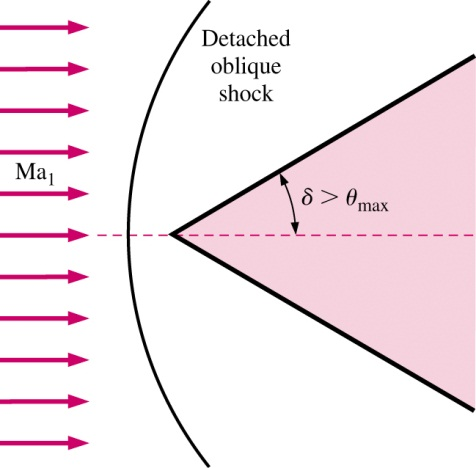 Detached
oblique
shock
Ma₁
δ > θmax